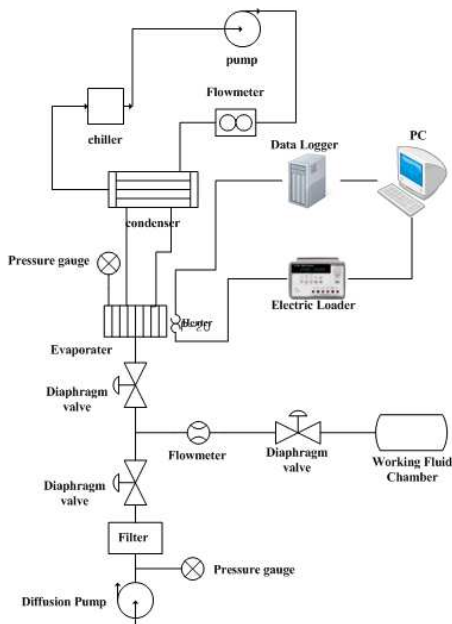 pump
Flowmeter
chiller
Data Logger
PC
condenser
Pressure gauge
Heater
Electric Loader
Evaporater
Diaphragm
valve
Flowmeter
Diaphragm
valve
Working Fluid
Chamber
Diaphragm
valve
Filter
Pressure gauge
Diffusion Pump